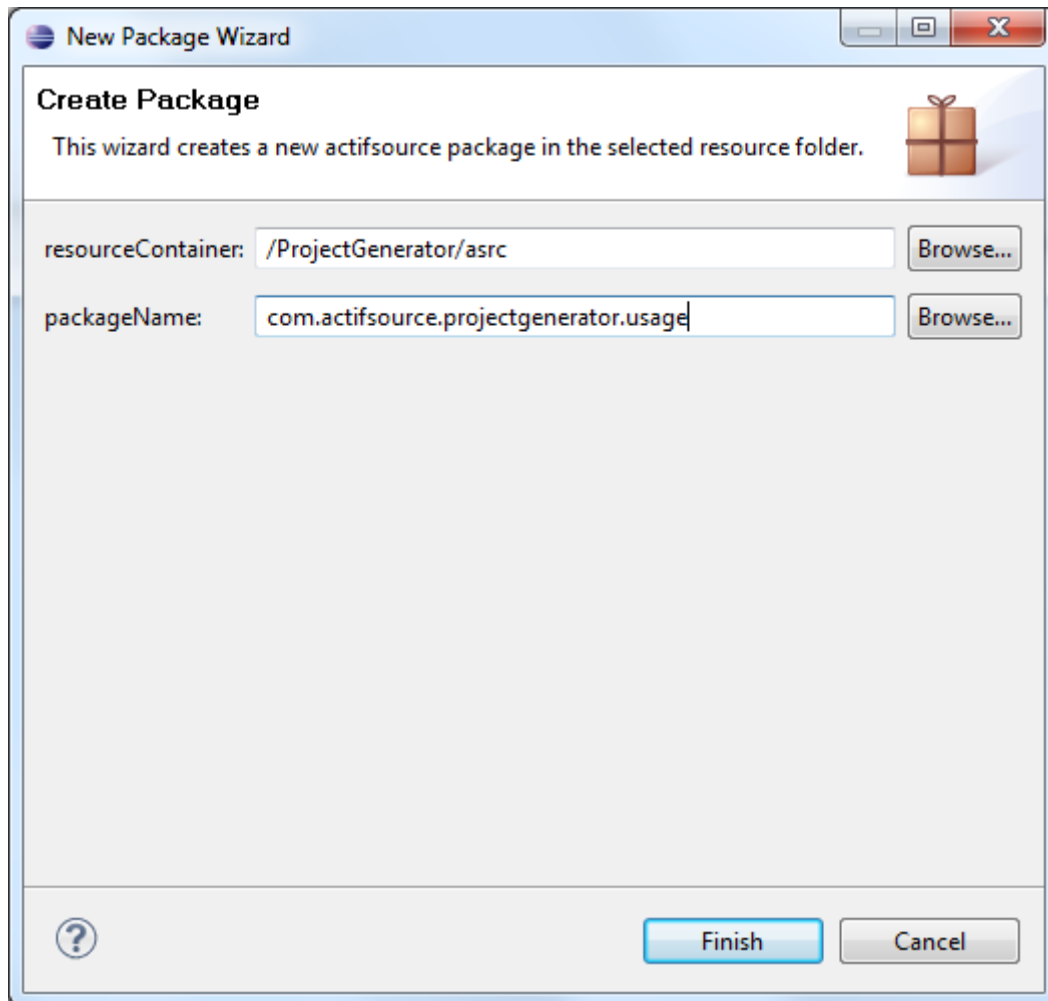 New Package Wizard
Create Package
This wizard creates a new actifsource package in the selected resource folder.
resourceContainer: /ProjectGenerator/asrc Browse...
packageName: com.actifsource.projectgenerator.usage Browse...
?
Finish Cancel